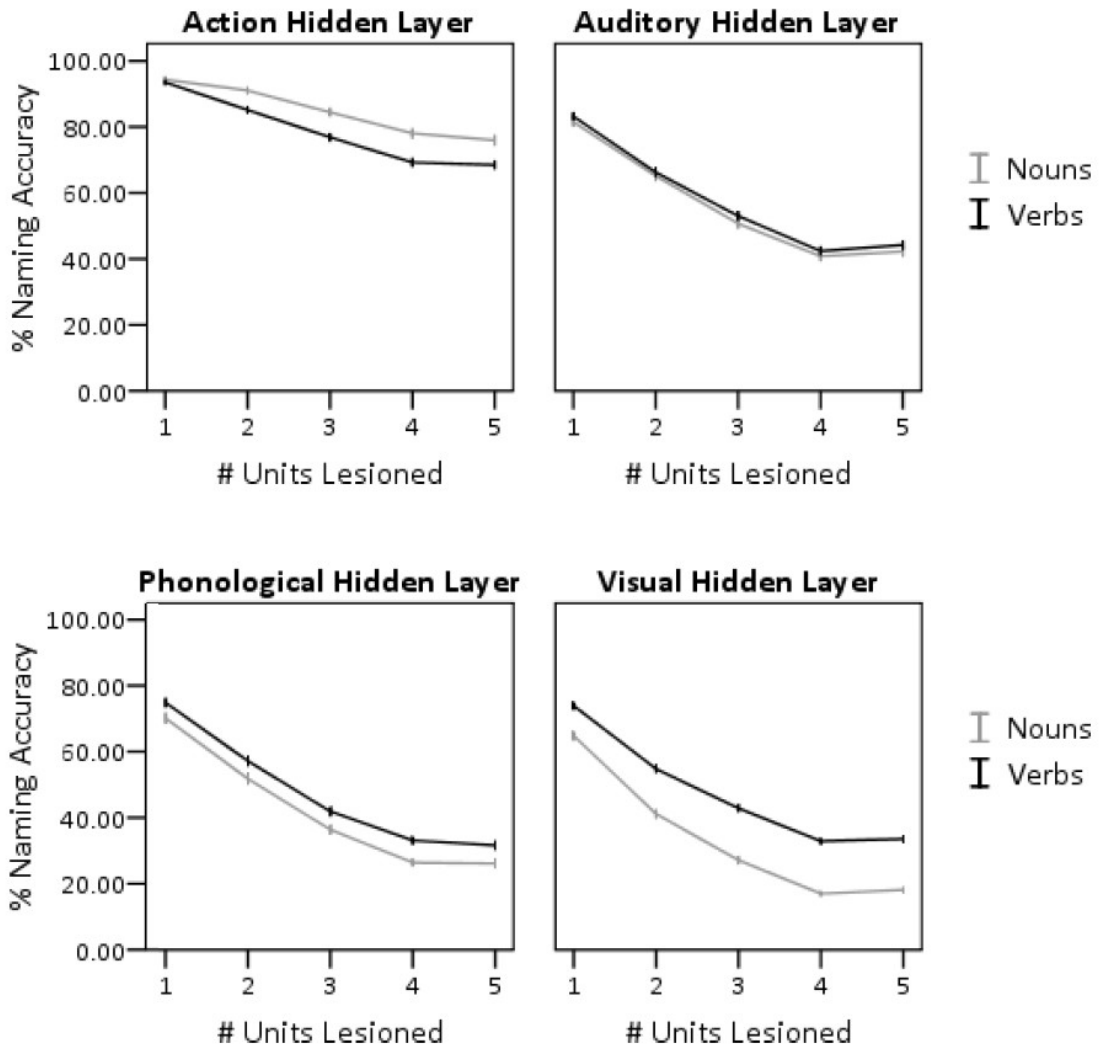 Action Hidden Layer
Auditory Hidden Layer
% Naming Accuracy
100.00
80.00
60.00
40.00
20.00
0.00
1 2 3 4 5
1 2 3 4 5
# Units Lesioned
# Units Lesioned
Nouns
Verbs
Phonological Hidden Layer
Visual Hidden Layer
% Naming Accuracy
100.00
80.00
60.00
40.00
20.00
0.00
1 2 3 4 5
1 2 3 4 5
# Units Lesioned
# Units Lesioned
Nouns
Verbs